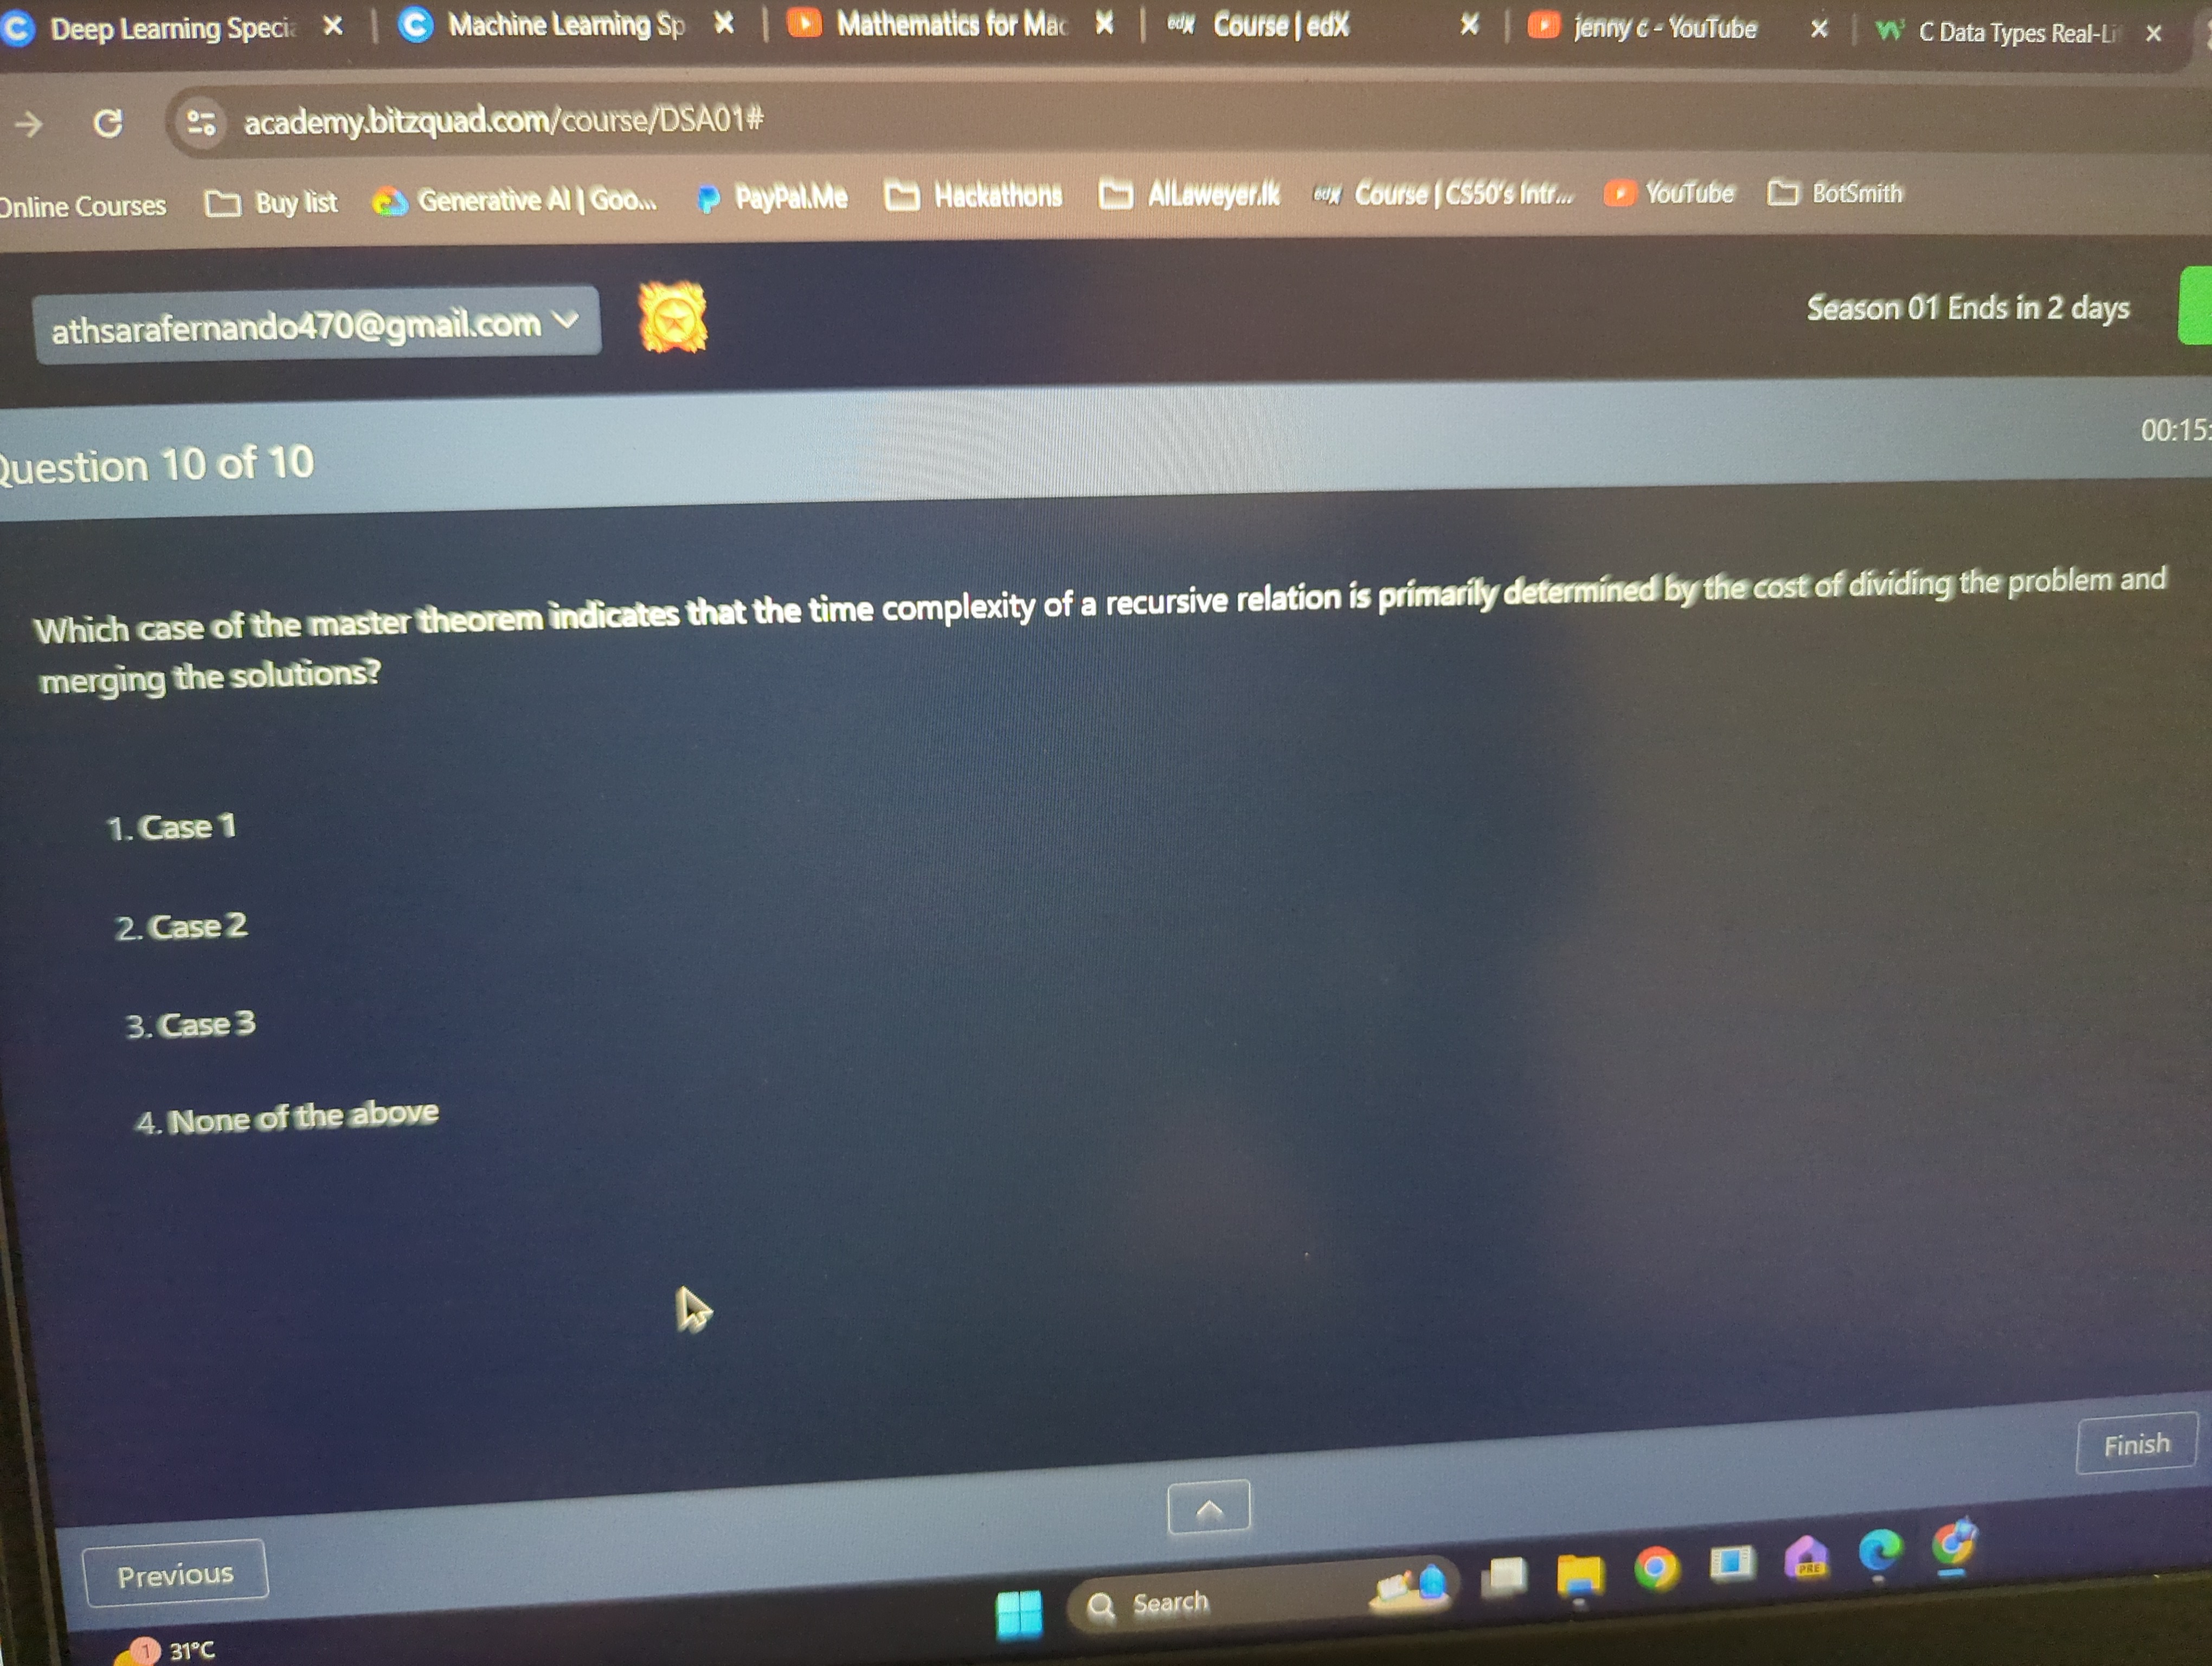 Deep Learning Speci
Machine Learning Sp
Mathematics for Mac
edX Course | edX
jenny c - YouTube
C Data Types Real-Li
academy.bitzquad.com/course/DSA01#
Online Courses
Buy list
Generative AI | Goo...
PayPal.Me
Hackathons
AILaweyer.lk
edX Course | CS50's Intr...
YouTube
BotSmith
athsarafernando470@gmail.com
Season 01 Ends in 2 days
Question 10 of 10
00:15:
Which case of the master theorem indicates that the time complexity of a recursive relation is primarily determined by the cost of dividing the problem and
merging the solutions?
1. Case 1
2. Case 2
3. Case 3
4. None of the above
Finish
Previous
Search
PRE
1
31°C